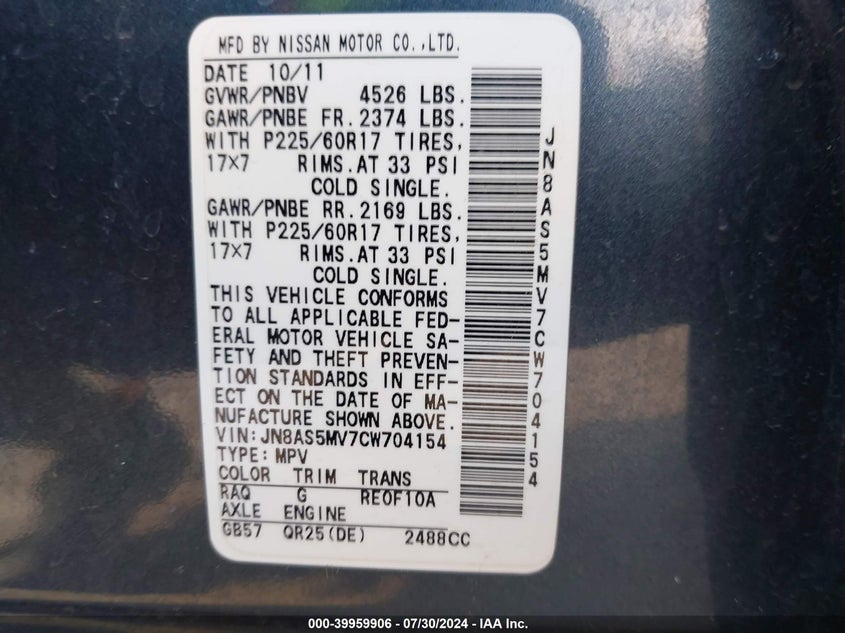 MFD BY NISSAN MOTOR CO.,LTD.
DATE 10/11
GVWR/PNBV 4526 LBS.
GAWR/PNBE FR. 2374 LBS.
WITH P225/60R17 TIRES,
17×7 RIMS.AT 33 PSI
COLD SINGLE.
GAWR/PNBE RR. 2169 LBS.
WITH P225/60R17 TIRES,
17×7 RIMS.AT 33 PSI
COLD SINGLE.
THIS VEHICLE CONFORMS
TO ALL APPLICABLE FED-
ERAL MOTOR VEHICLE SA-
FETY AND THEFT PREVEN-
TION STANDARDS IN EFF-
ECT ON THE DATE OF MA-
NUFACTURE SHOWN ABOVE.
VIN:JN8AS5MV7CW704154
TYPE:MPV
COLOR TRIM TRANS
RAQ G RE0F10A
AXLE ENGINE
GB57 QR25(DE) 2488CC
JN8AS5MV7CW704154
000-39959906 - 07/30/2024 - IAA Inc.